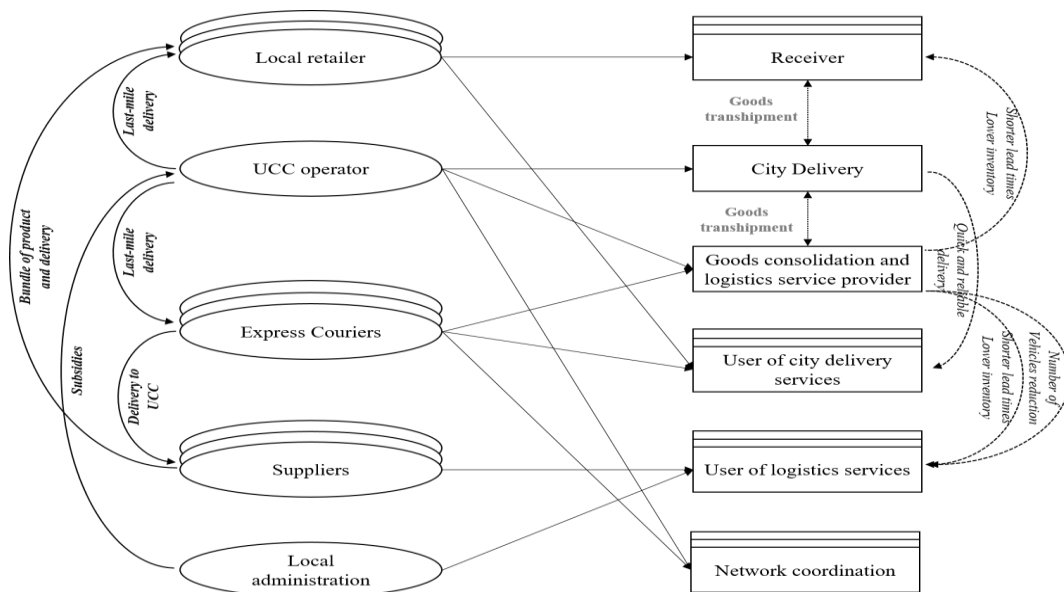 Local retailer
UCC operator
Express Couriers
Suppliers
Local
administration
Last-mile
delivery
Last-mile
delivery
Bundle of product
and delivery
Subsidies
Delivery to
UCC
Receiver
Goods
transhipment
City Delivery
Goods
transhipment
Goods consolidation and
logistics service provider
User of city delivery
services
User of logistics services
Network coordination
Shorter lead times
Lower inventory
Quick and reliable
delivery
Shorter lead times
Lower inventory
Number of
Vehicles reduction